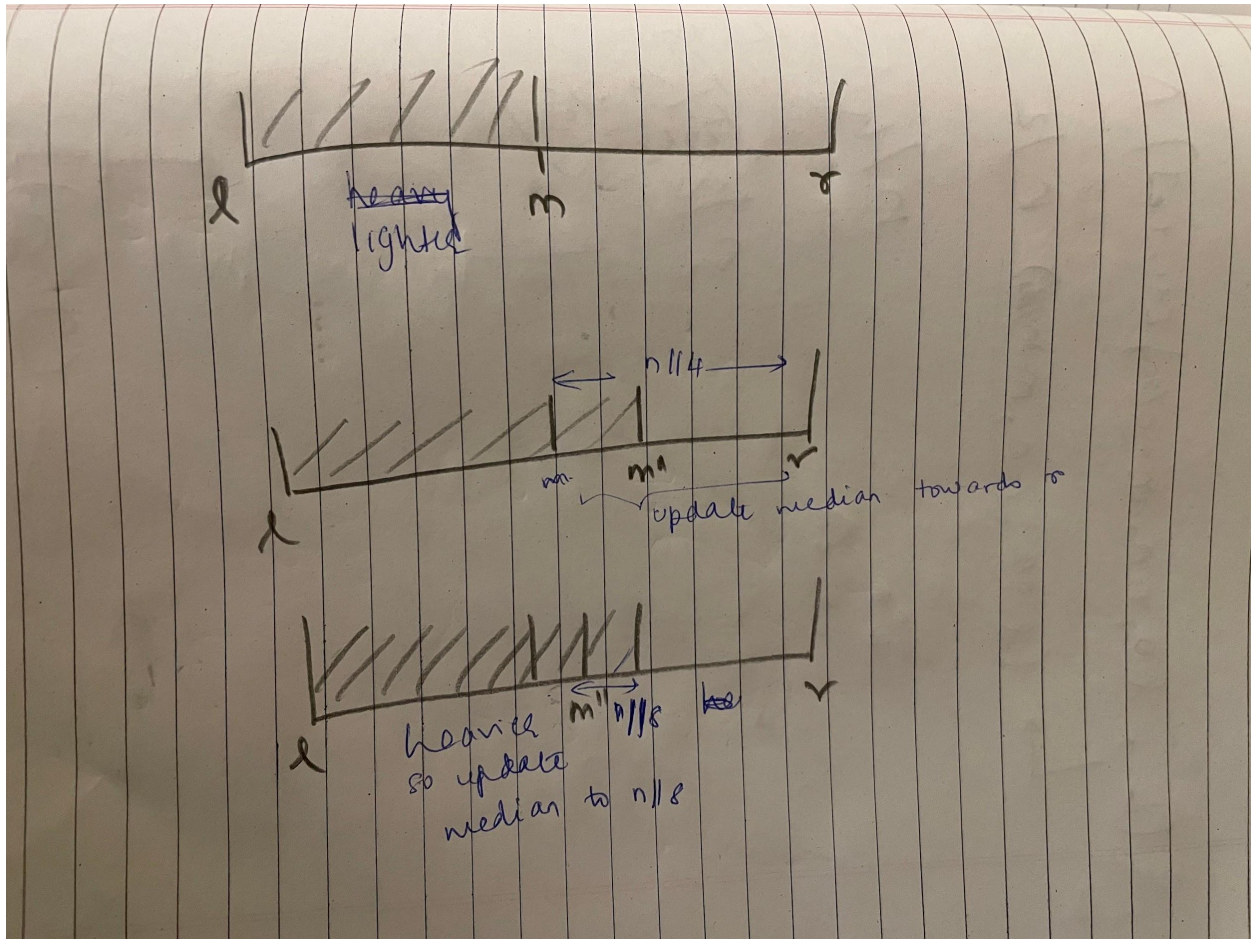 l m r
heavy
lighter
n//4
l m m' r
update median towards r
l m'' n//8 r
heavier
so update
median to n//8